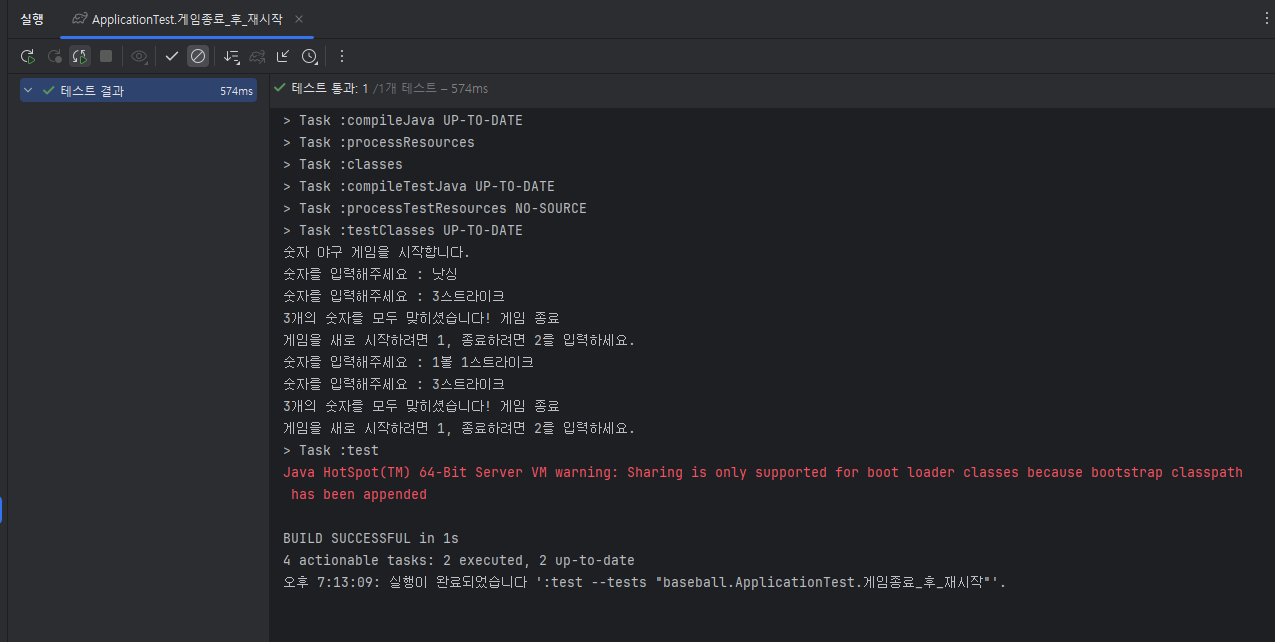 실행
ApplicationTest.게임종료_후_재시작
테스트 결과 574ms
테스트 통과: 1 /1개 테스트 – 574ms
> Task :compileJava UP-TO-DATE
> Task :processResources
> Task :classes
> Task :compileTestJava UP-TO-DATE
> Task :processTestResources NO-SOURCE
> Task :testClasses UP-TO-DATE
숫자 야구 게임을 시작합니다.
숫자를 입력해주세요 : 낫싱
숫자를 입력해주세요 : 3스트라이크
3개의 숫자를 모두 맞히셨습니다! 게임 종료
게임을 새로 시작하려면 1, 종료하려면 2를 입력하세요.
숫자를 입력해주세요 : 1볼 1스트라이크
숫자를 입력해주세요 : 3스트라이크
3개의 숫자를 모두 맞히셨습니다! 게임 종료
게임을 새로 시작하려면 1, 종료하려면 2를 입력하세요.
> Task :test
Java HotSpot(TM) 64-Bit Server VM warning: Sharing is only supported for boot loader classes because bootstrap classpath
has been appended
BUILD SUCCESSFUL in 1s
4 actionable tasks: 2 executed, 2 up-to-date
오후 7:13:09: 실행이 완료되었습니다 ':test --tests "baseball.ApplicationTest.게임종료_후_재시작"'.